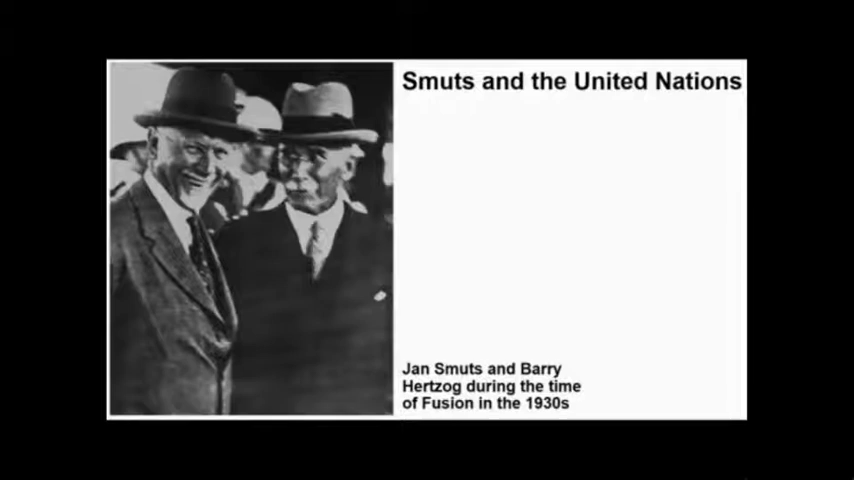 Smuts and the United Nations
Jan Smuts and Barry
Hertzog during the time
of Fusion in the 1930s